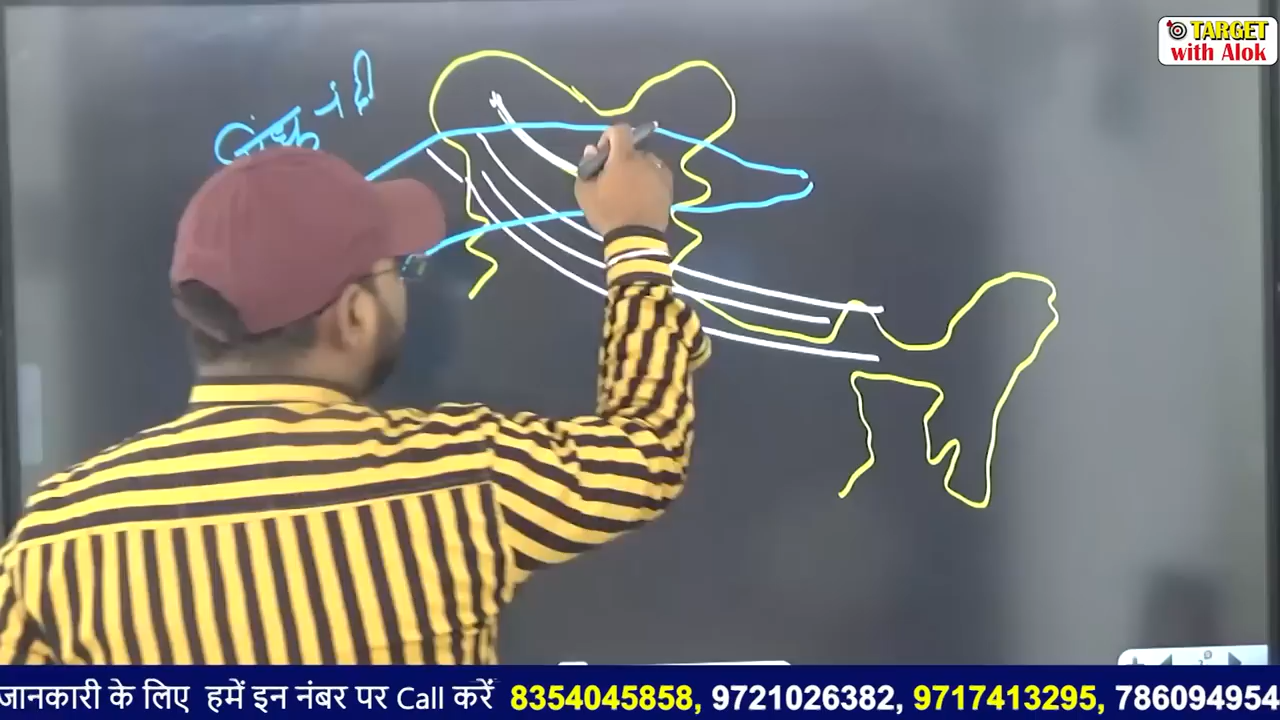 TARGET
with Alok
जानकारी के लिए हमें इन नंबर पर Call करें 8354045858, 9721026382, 9717413295, 786094954